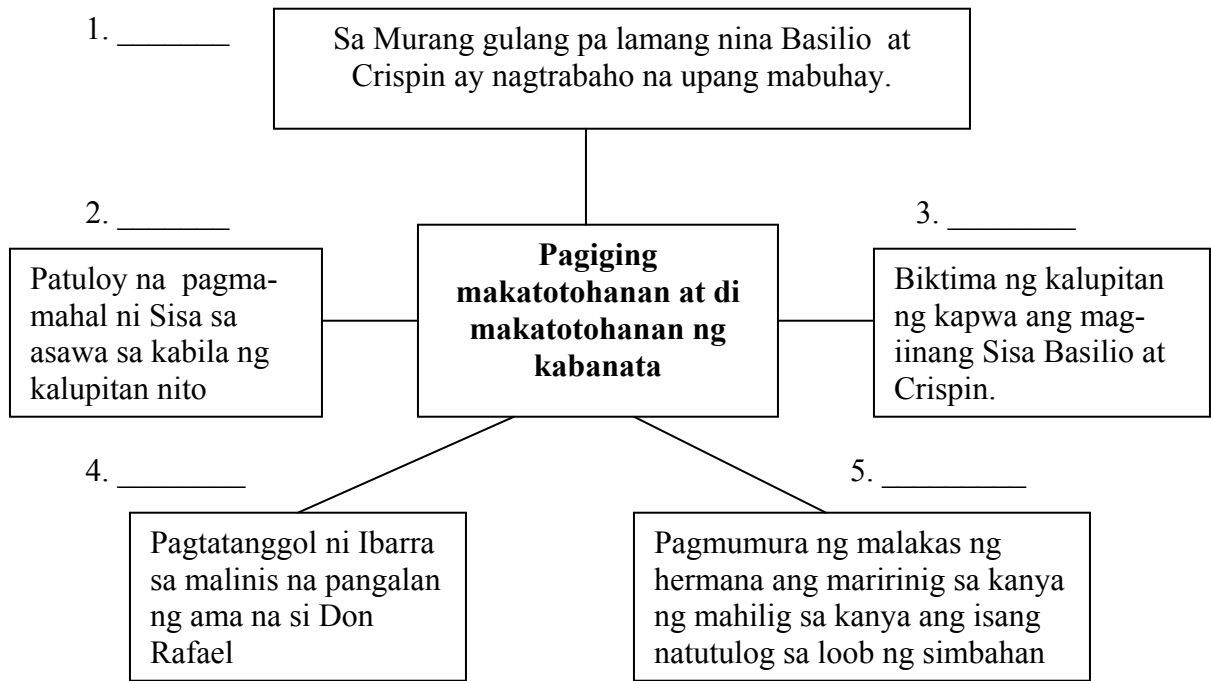 1. _______
Sa Murang gulang pa lamang nina Basilio at
Crispin ay nagtrabaho na upang mabuhay.
2. _______
3. ________
Patuloy na pagma-
mahal ni Sisa sa
asawa sa kabila ng
kalupitan nito
Pagiging
makatotohanan at di
makatotohanan ng
kabanata
Biktima ng kalupitan
ng kapwa ang mag-
iinang Sisa Basilio at
Crispin.
4. ________
5. _________
Pagtatanggol ni Ibarra
sa malinis na pangalan
ng ama na si Don
Rafael
Pagmumura ng malakas ng
hermana ang maririnig sa kanya
ng mahilig sa kanya ang isang
natutulog sa loob ng simbahan